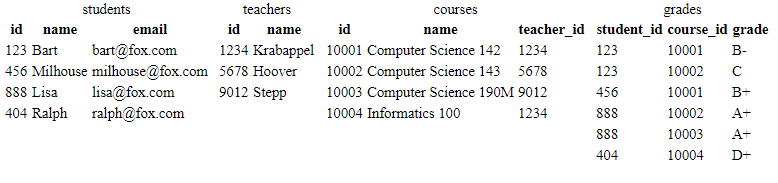 students teachers courses grades
id name email id name id name teacher_id student_id course_id grade
123 Bart bart@fox.com 1234 Krabappel 10001 Computer Science 142 1234 123 10001 B-
456 Milhouse milhouse@fox.com 5678 Hoover 10002 Computer Science 143 5678 123 10002 C
888 Lisa lisa@fox.com 9012 Stepp 10003 Computer Science 190M 9012 456 10001 B+
404 Ralph ralph@fox.com 10004 Informatics 100 1234 888 10002 A+
888 10003 A+
404 10004 D+